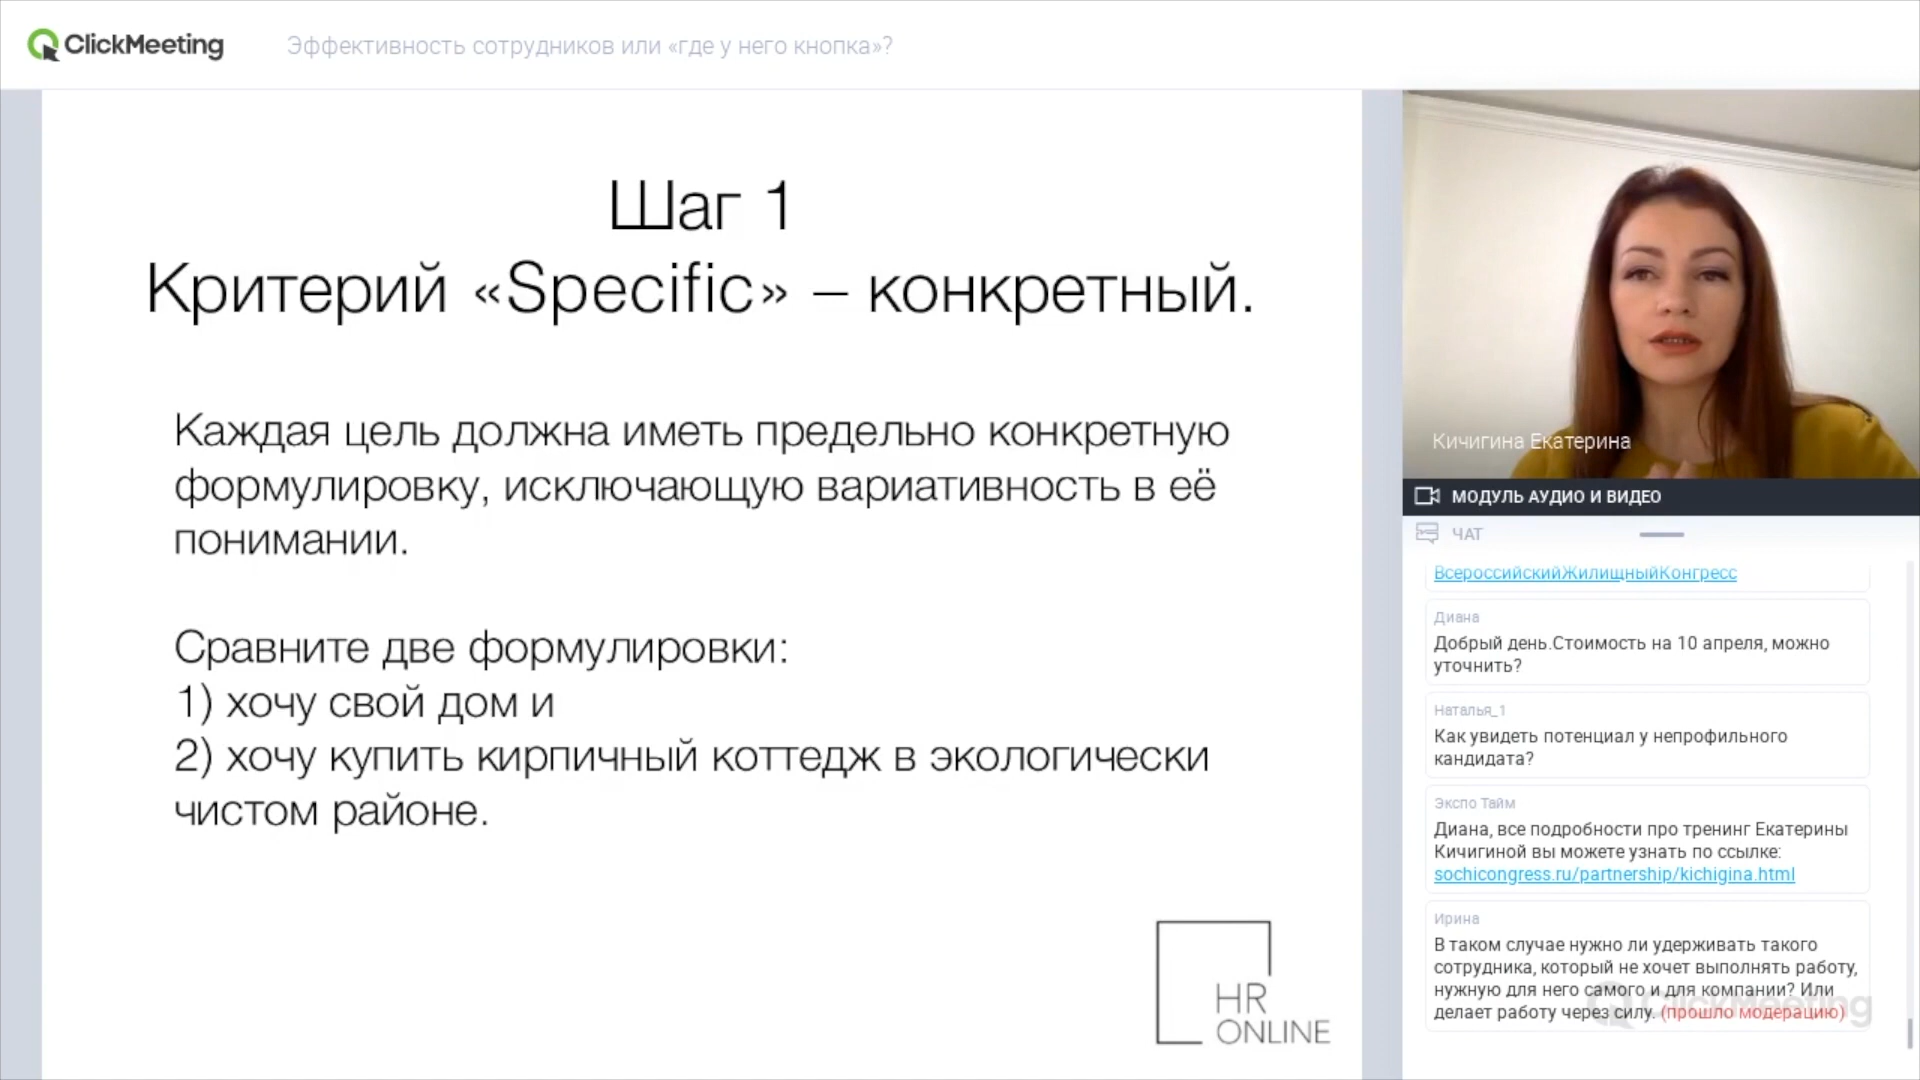 ClickMeeting
Эффективность сотрудников или «где у него кнопка»?
Шаг 1
Критерий «Specific» – конкретный.
Каждая цель должна иметь предельно конкретную
формулировку, исключающую вариативность в её
понимании.
Сравните две формулировки:
1) хочу свой дом и
2) хочу купить кирпичный коттедж в экологически
чистом районе.
HR
ONLINE
Кичигина Екатерина
МОДУЛЬ АУДИО И ВИДЕО
ЧАТ
ВсероссийскийЖилищныйКонгресс
Диана
Добрый день.Стоимость на 10 апреля, можно
уточнить?
Наталья_1
Как увидеть потенциал у непрофильного
кандидата?
Экспо Тайм
Диана, все подробности про тренинг Екатерины
Кичигиной вы можете узнать по ссылке:
sochicongress.ru/partnership/kichigina.html
Ирина
В таком случае нужно ли удерживать такого
сотрудника, который не хочет выполнять работу,
нужную для него самого и для компании? Или
делает работу через силу. (прошло модерацию)
ClickMeeting